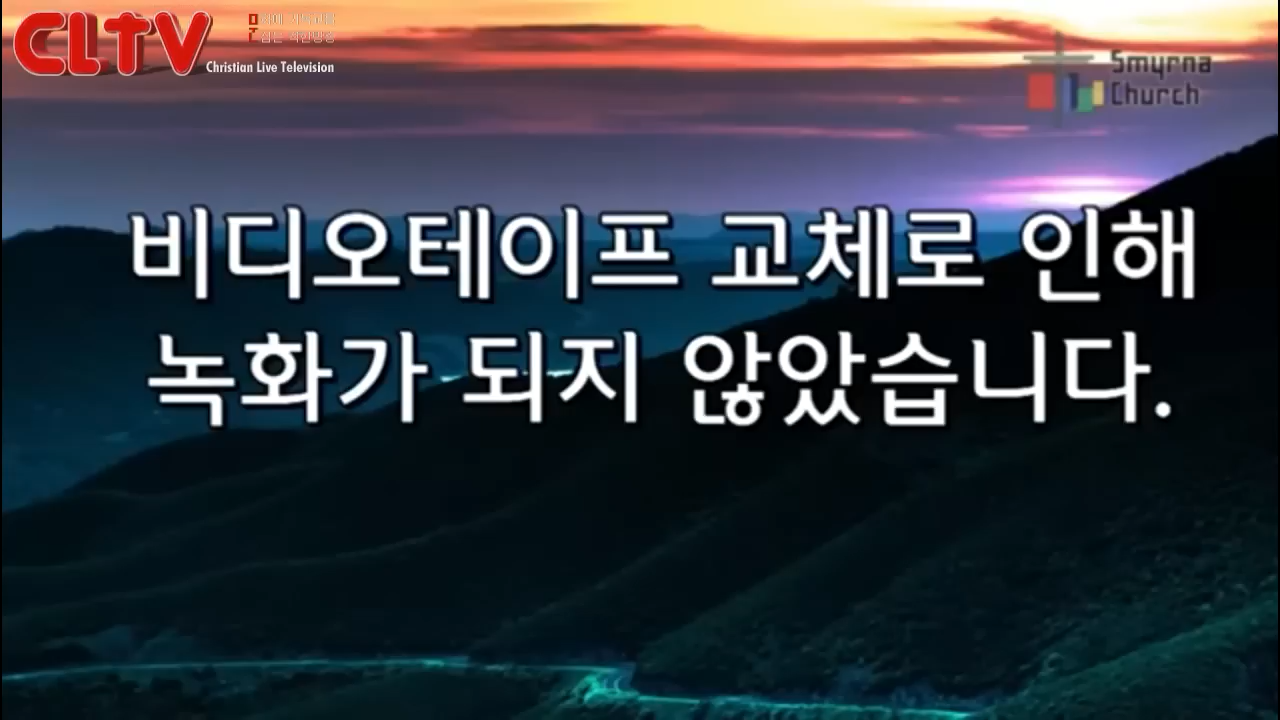 CLTV
Christian Live Television
Smyrna
Church
비디오테이프 교체로 인해
녹화가 되지 않았습니다.